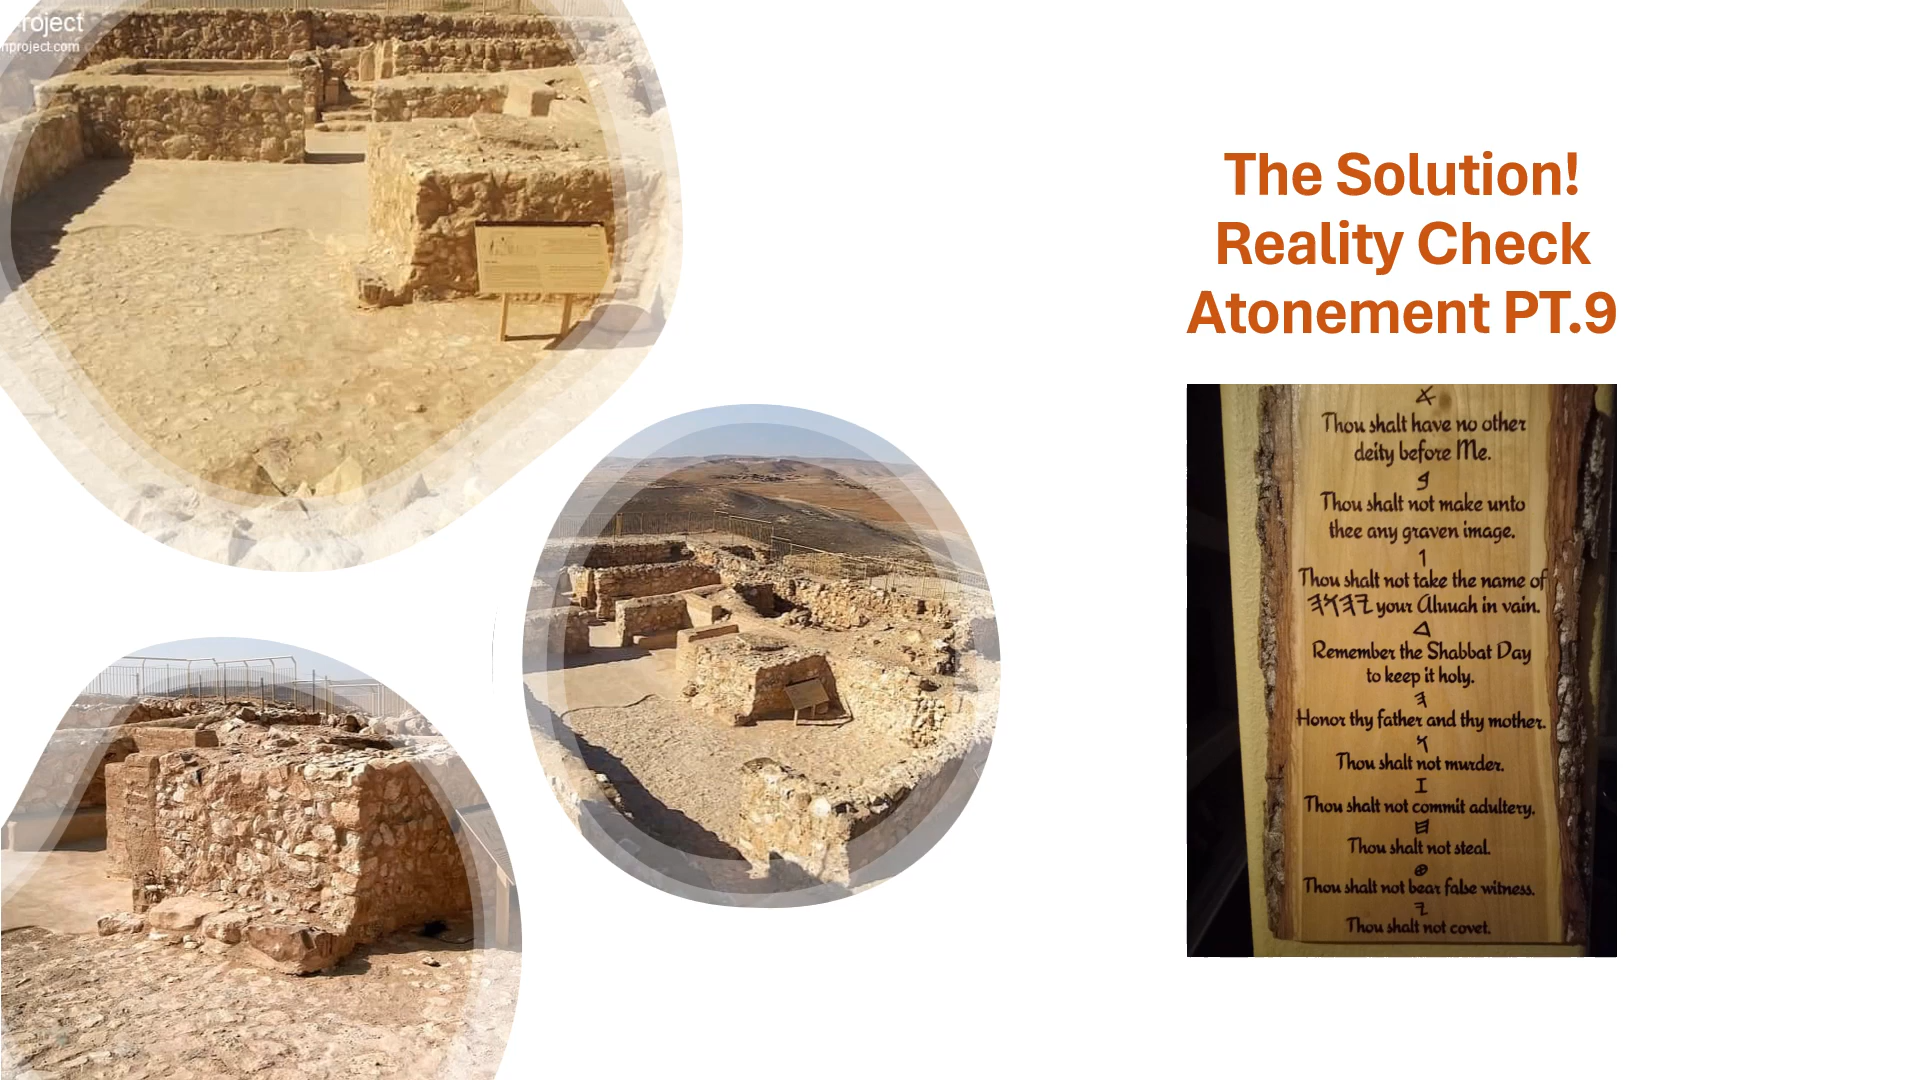 roject
nproject.com
The Solution!
Reality Check
Atonement PT.9
𐤀
Thou shalt have no other
deity before Me.
𐤁
Thou shalt not make unto
thee any graven image.
𐤂
Thou shalt not take the name of
𐤉𐤄𐤅𐤄 your Aluuah in vain.
𐤃
Remember the Shabbat Day
to keep it holy.
𐤄
Honor thy father and thy mother.
𐤅
Thou shalt not murder.
𐤆
Thou shalt not commit adultery.
𐤇
Thou shalt not steal.
𐤈
Thou shalt not bear false witness.
𐤉
Thou shalt not covet.